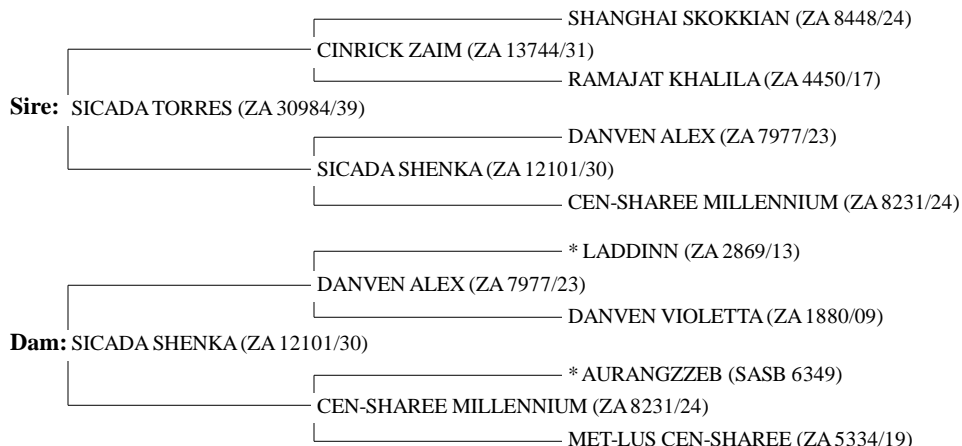 SHANGHAI SKOKKIAN (ZA 8448/24)
CINRICK ZAIM (ZA 13744/31)
RAMAJAT KHALILA (ZA 4450/17)
Sire: SICADA TORRES (ZA 30984/39)
DANVEN ALEX (ZA 7977/23)
SICADA SHENKA (ZA 12101/30)
CEN-SHAREE MILLENNIUM (ZA 8231/24)
* LADDINN (ZA 2869/13)
DANVEN ALEX (ZA 7977/23)
DANVEN VIOLETTA (ZA 1880/09)
Dam: SICADA SHENKA (ZA 12101/30)
* AURANGZZEB (SASB 6349)
CEN-SHAREE MILLENNIUM (ZA 8231/24)
MET-LUS CEN-SHAREE (ZA 5334/19)